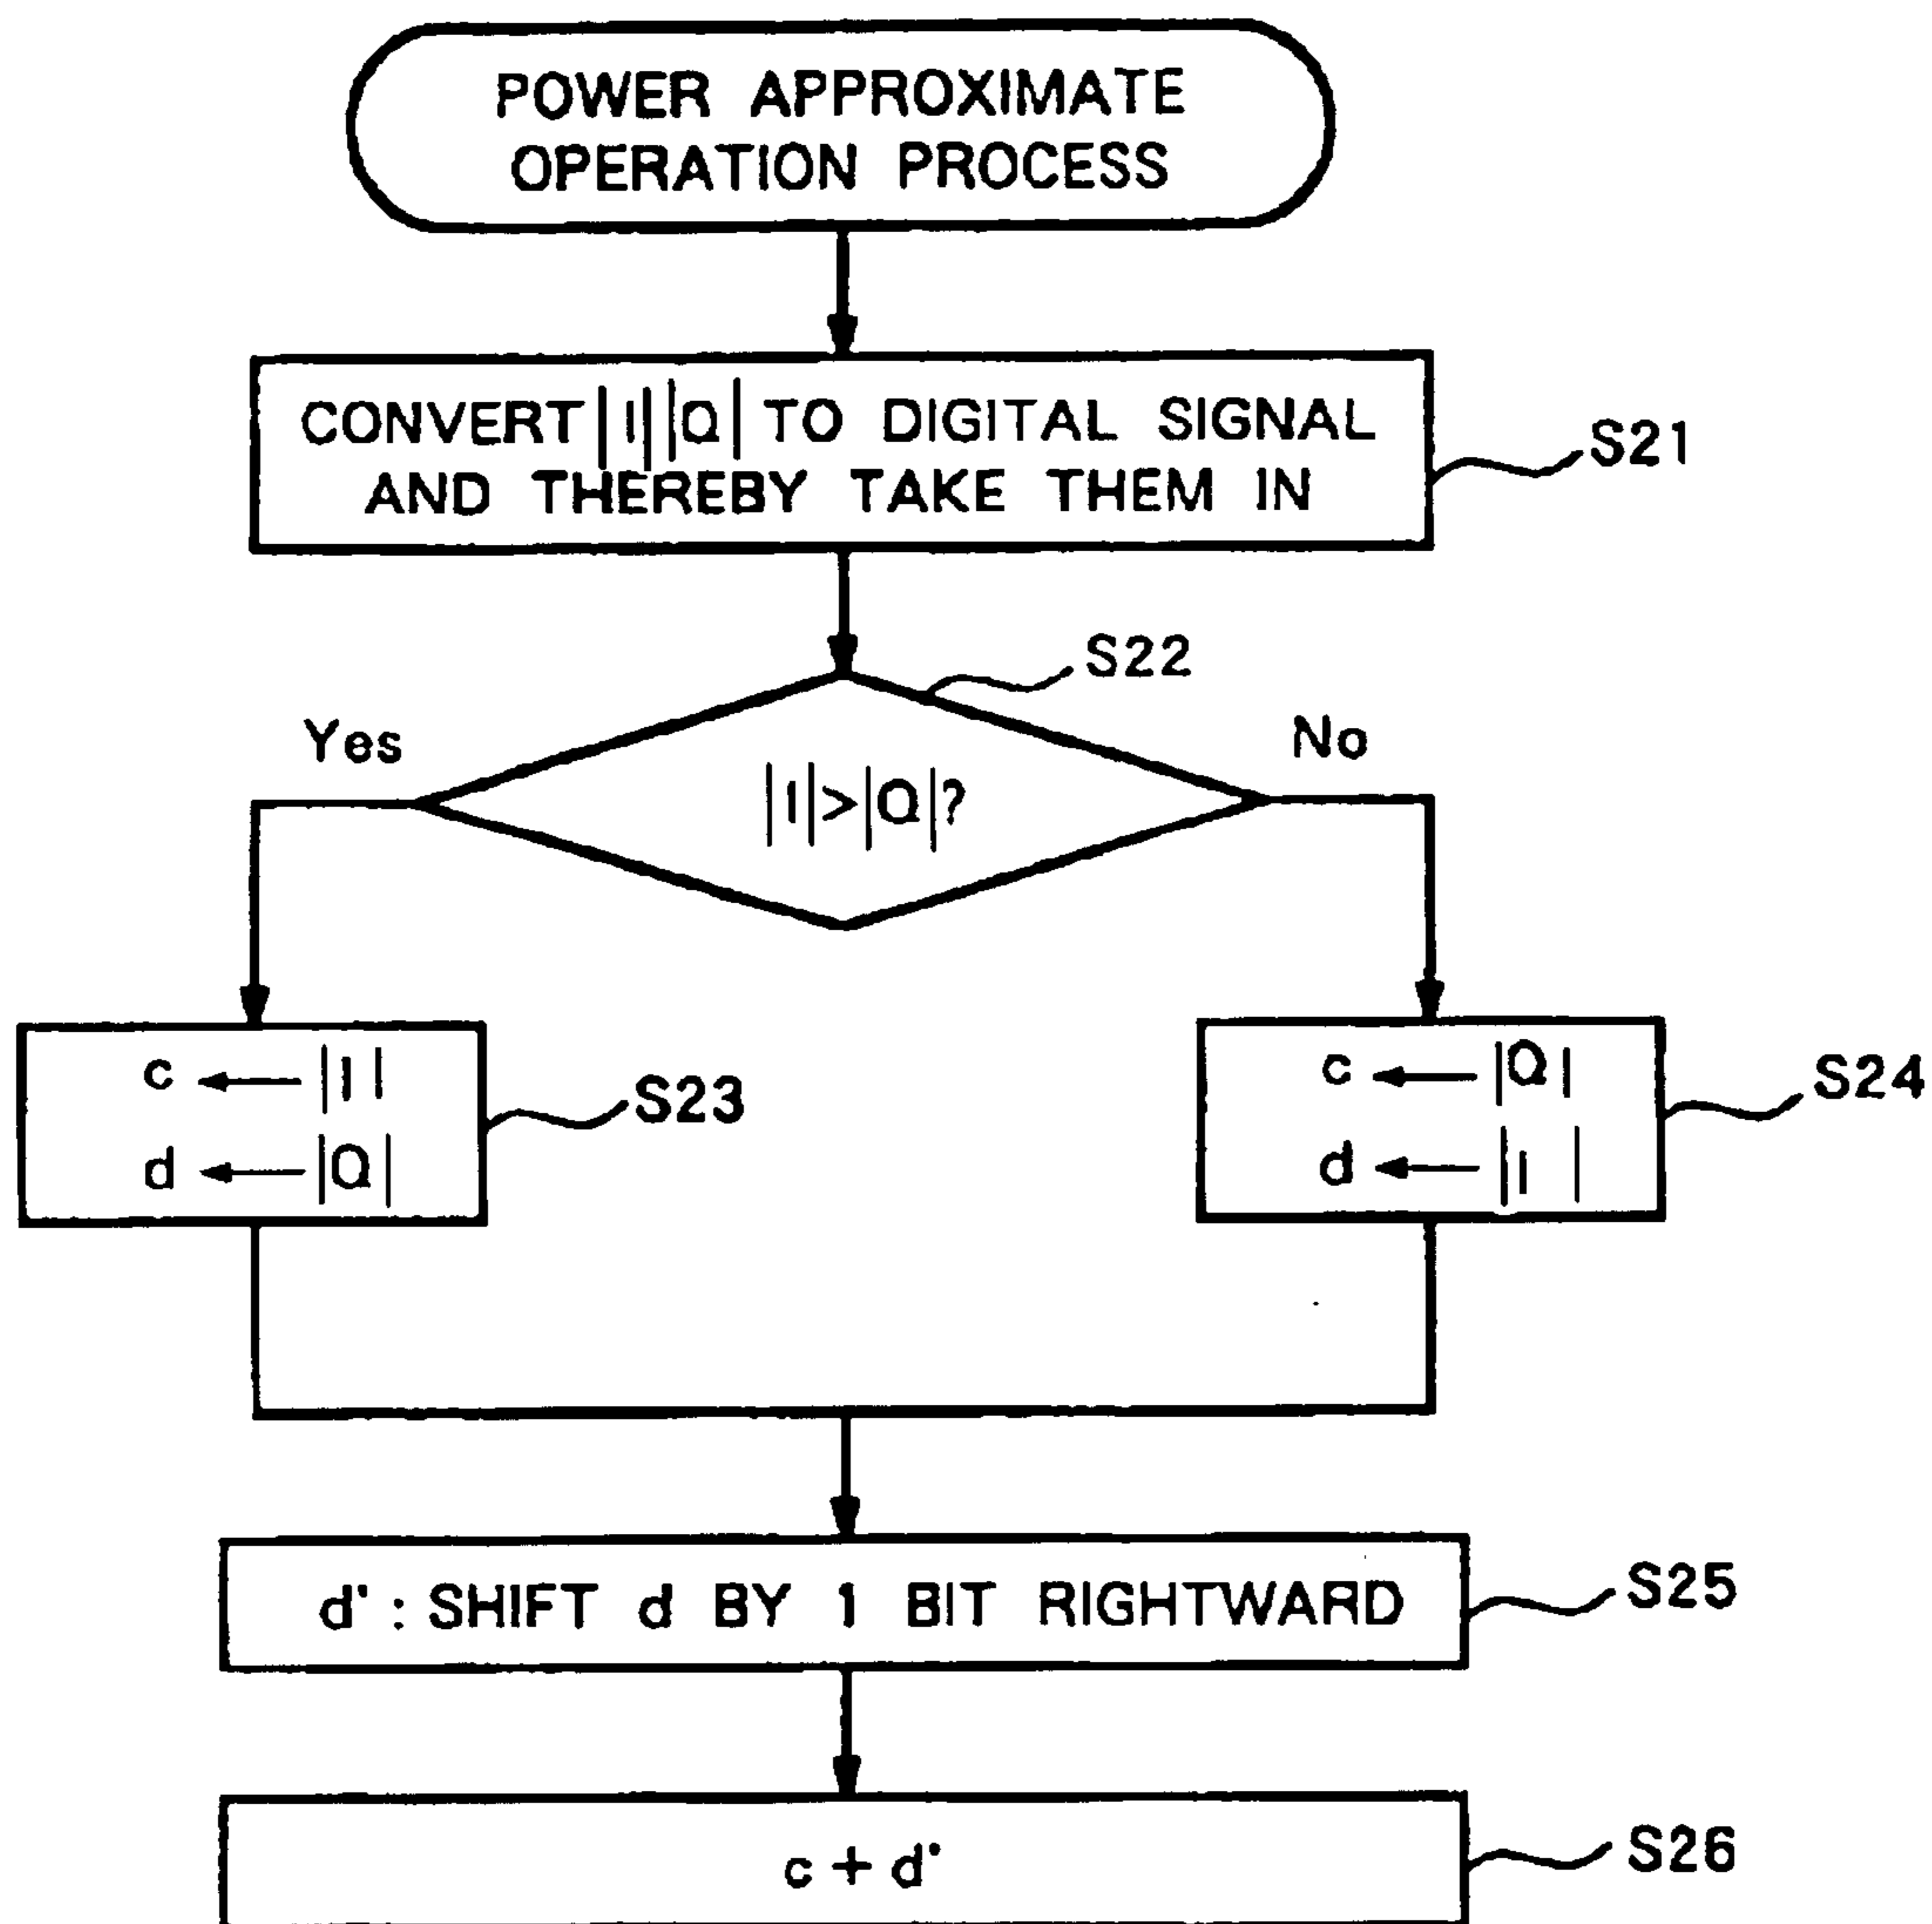 POWER APPROXIMATE
OPERATION PROCESS
CONVERT |I| |Q| TO DIGITAL SIGNAL
AND THEREBY TAKE THEM IN
S21
S22
Yes
No
|I|>|Q|?
c ← |I|
d ← |Q|
S23
c ← |Q|
d ← |I|
S24
d' : SHIFT d BY 1 BIT RIGHTWARD
S25
c + d'
S26